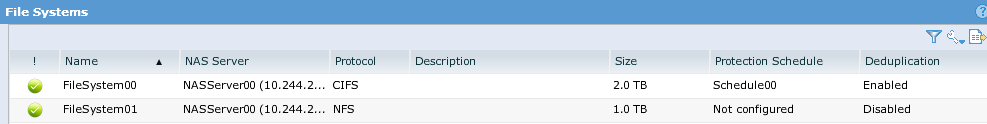 File Systems
! Name NAS Server Protocol Description Size Protection Schedule Deduplication
FileSystem00 NASServer00 (10.244.2... CIFS 2.0 TB Schedule00 Enabled
FileSystem01 NASServer00 (10.244.2... NFS 1.0 TB Not configured Disabled